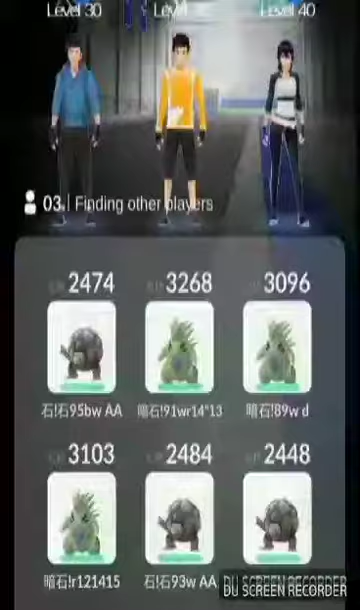 Level 30
Level 40
03. | Finding other players
2474
3268
3096
石!石95bw AA
暗石!91wr14*13
暗石!89w d
3103
2484
2448
暗石!r121415
石!石93w AA
DU SCREEN RECORDER